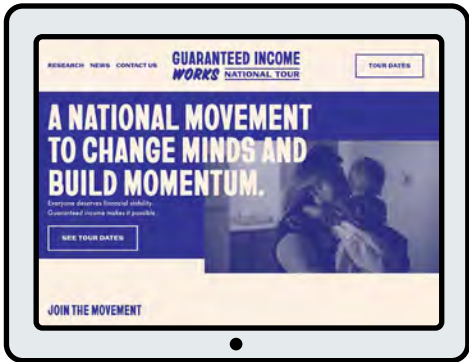 RESEARCH NEWS CONTACT US
GUARANTEED INCOME
WORKS NATIONAL TOUR
TOUR DATES
A NATIONAL MOVEMENT
TO CHANGE MINDS AND
BUILD MOMENTUM.
Everyone deserves financial stability.
Guaranteed income makes it possible.
SEE TOUR DATES
JOIN THE MOVEMENT